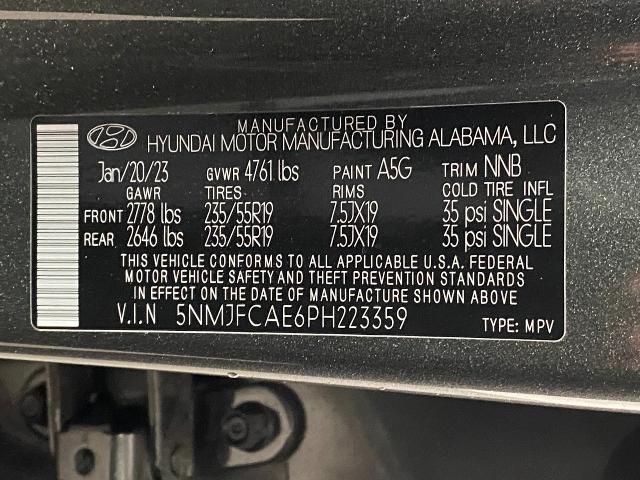 MANUFACTURED BY
HYUNDAI MOTOR MANUFACTURING ALABAMA, LLC
Jan/20/23 GVWR 4761 lbs PAINT A5G TRIM NNB
GAWR TIRES RIMS COLD TIRE INFL
FRONT 2778 lbs 235/55R19 7.5JX19 35 psi SINGLE
REAR 2646 lbs 235/55R19 7.5JX19 35 psi SINGLE
THIS VEHICLE CONFORMS TO ALL APPLICABLE U.S.A. FEDERAL
MOTOR VEHICLE SAFETY AND THEFT PREVENTION STANDARDS
IN EFFECT ON THE DATE OF MANUFACTURE SHOWN ABOVE
V.I.N 5NMJFCAE6PH223359 TYPE: MPV